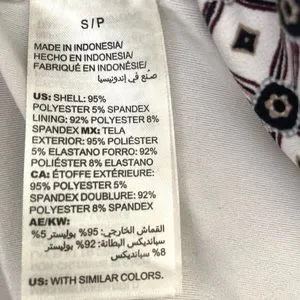 S/P
MADE IN INDONESIA/
HECHO EN INDONESIA/
FABRIQUÉ EN INDONÉSIE/
صنع في إندونيسيا
US: SHELL: 95%
POLYESTER 5% SPANDEX
LINING: 92% POLYESTER 8%
SPANDEX MX: TELA
EXTERIOR: 95% POLIÉSTER
5% ELASTANO FORRO: 92%
POLIÉSTER 8% ELASTANO
CA: ÉTOFFE EXTÉRIEURE:
95% POLYESTER 5%
SPANDEX DOUBLURE: 92%
POLYESTER 8% SPANDEX
AE/KW:
القماش الخارجي: 95% بوليستر 5%
سباندیکس البطانة: 92% بوليستر
8% سباندیکس
US: WITH SIMILAR COLORS.